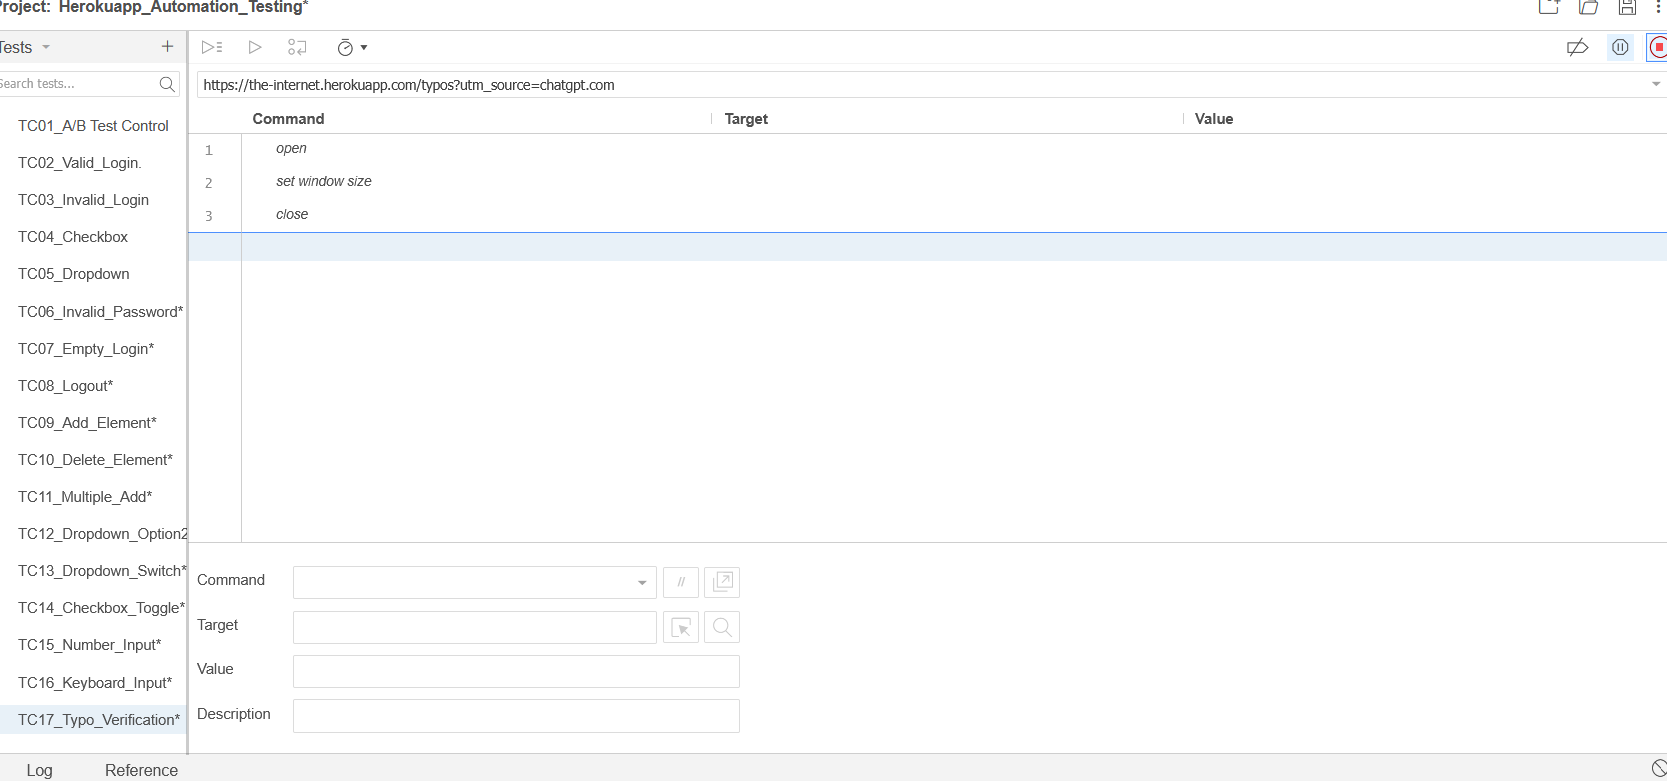 Project: Herokuapp_Automation_Testing*
Tests
Search tests...
https://the-internet.herokuapp.com/typos?utm_source=chatgpt.com
Command Target Value
1 open
2 set window size
3 close
TC01_A/B Test Control
TC02_Valid_Login.
TC03_Invalid_Login
TC04_Checkbox
TC05_Dropdown
TC06_Invalid_Password*
TC07_Empty_Login*
TC08_Logout*
TC09_Add_Element*
TC10_Delete_Element*
TC11_Multiple_Add*
TC12_Dropdown_Option2
TC13_Dropdown_Switch*
TC14_Checkbox_Toggle*
TC15_Number_Input*
TC16_Keyboard_Input*
TC17_Typo_Verification*
Command //
Target
Value
Description
Log Reference